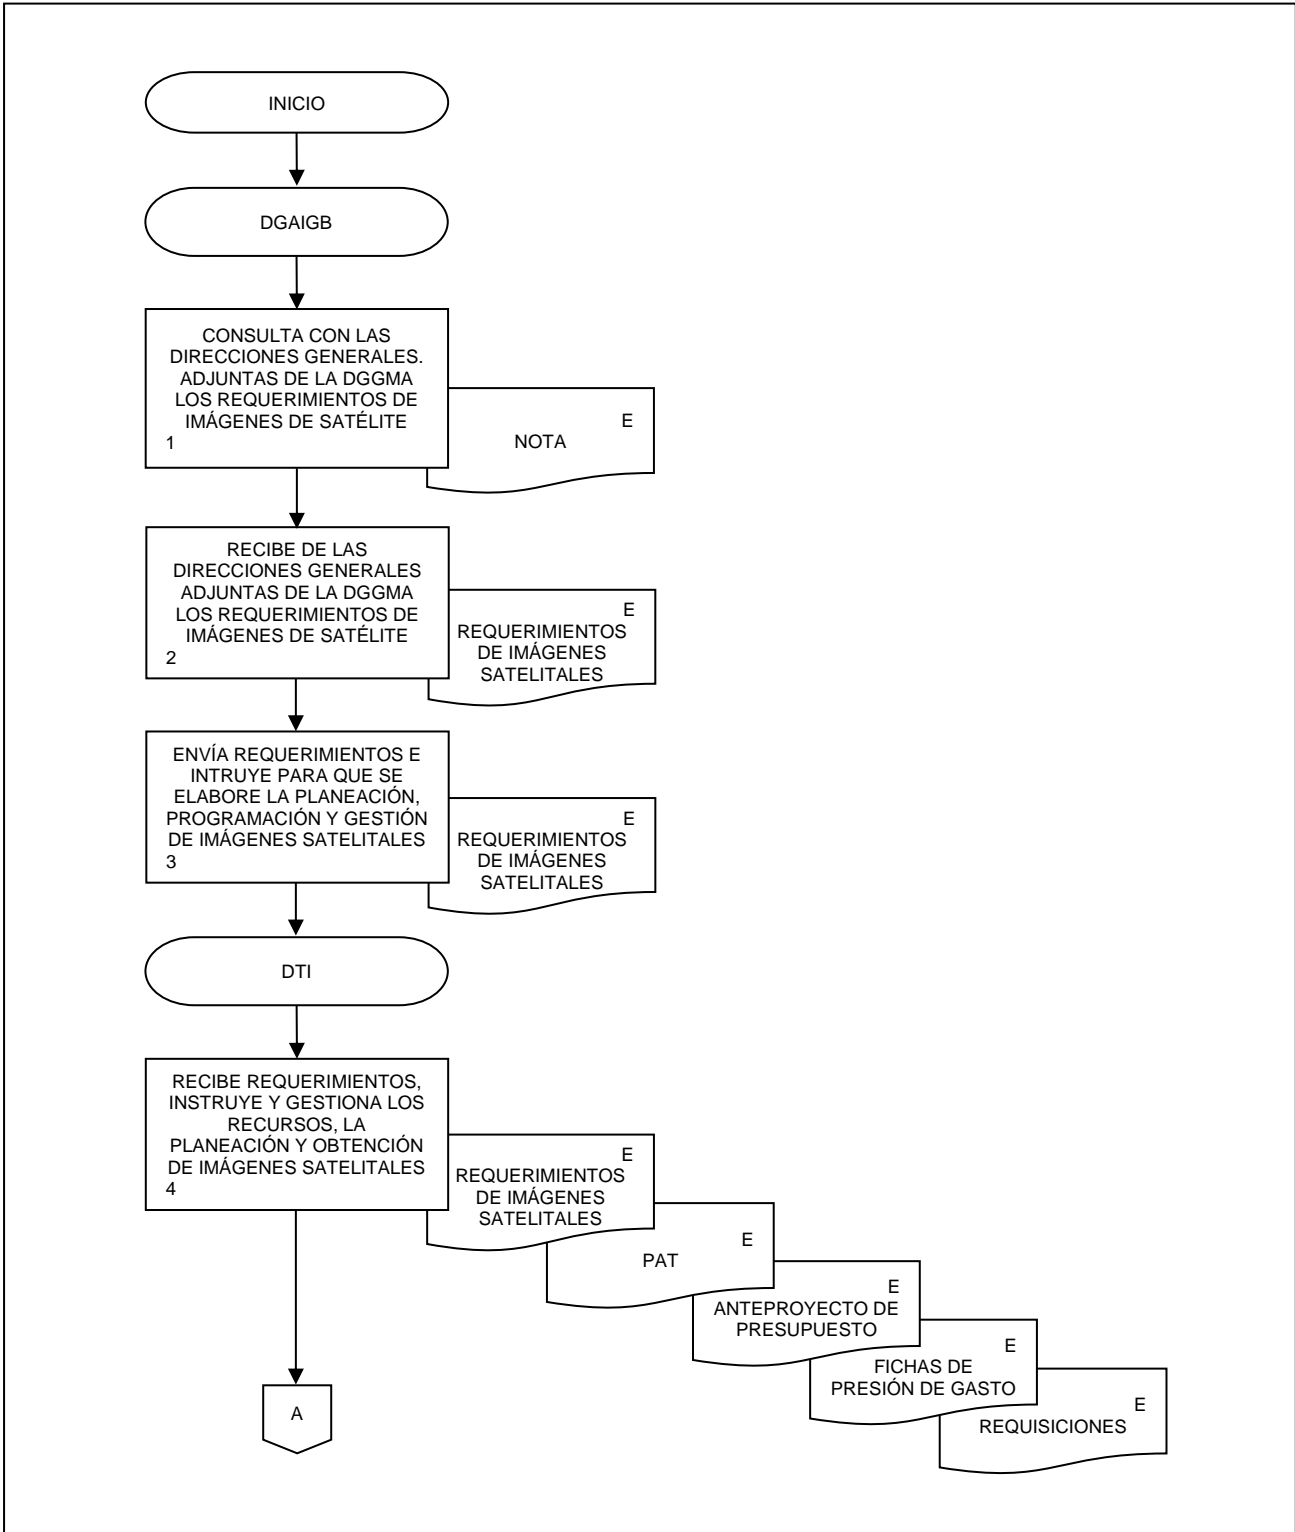 INICIO
DGAIGB
CONSULTA CON LAS
DIRECCIONES GENERALES.
ADJUNTAS DE LA DGGMA
LOS REQUERIMIENTOS DE
IMÁGENES DE SATÉLITE
1
E
NOTA
RECIBE DE LAS
DIRECCIONES GENERALES
ADJUNTAS DE LA DGGMA
LOS REQUERIMIENTOS DE
IMÁGENES DE SATÉLITE
2
E
REQUERIMIENTOS
DE IMÁGENES
SATELITALES
ENVÍA REQUERIMIENTOS E
INTRUYE PARA QUE SE
ELABORE LA PLANEACIÓN,
PROGRAMACIÓN Y GESTIÓN
DE IMÁGENES SATELITALES
3
E
REQUERIMIENTOS
DE IMÁGENES
SATELITALES
DTI
RECIBE REQUERIMIENTOS,
INSTRUYE Y GESTIONA LOS
RECURSOS, LA
PLANEACIÓN Y OBTENCIÓN
DE IMÁGENES SATELITALES
4
E
REQUERIMIENTOS
DE IMÁGENES
SATELITALES
E
PAT
E
ANTEPROYECTO DE
PRESUPUESTO
E
FICHAS DE
PRESIÓN DE GASTO
E
REQUISICIONES
A